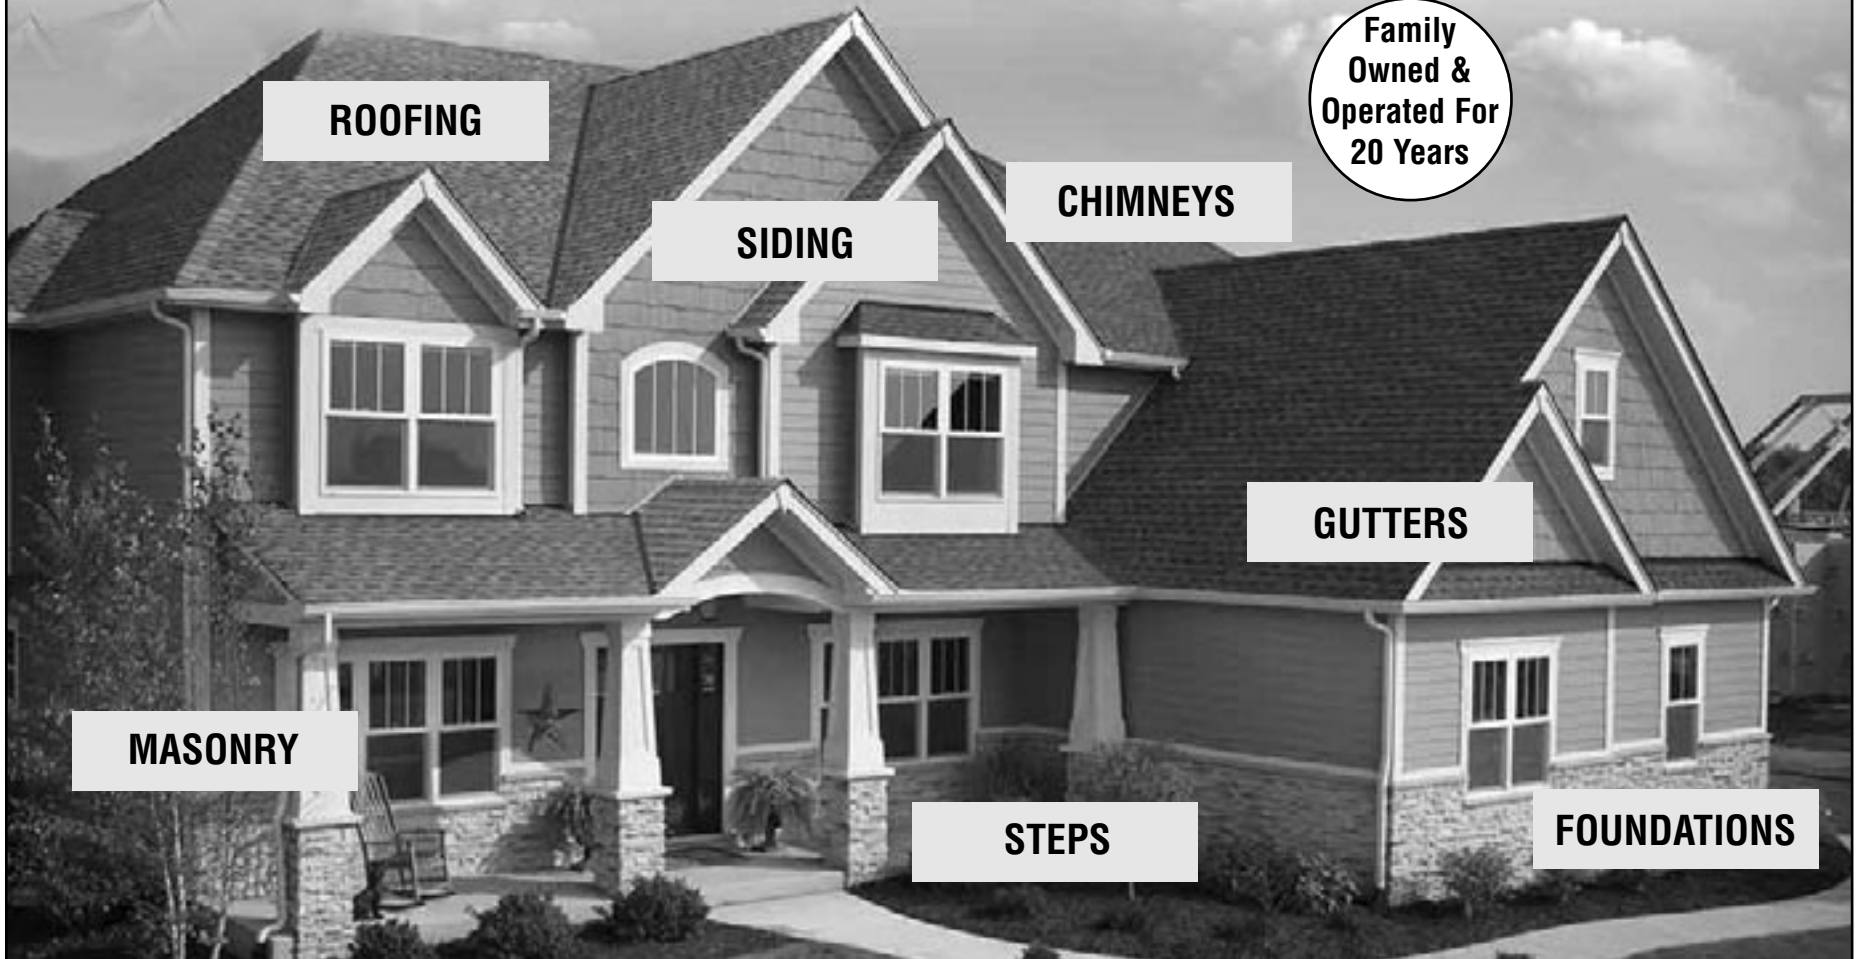 Family
Owned &
Operated For
20 Years
ROOFING
CHIMNEYS
SIDING
GUTTERS
MASONRY
STEPS
FOUNDATIONS